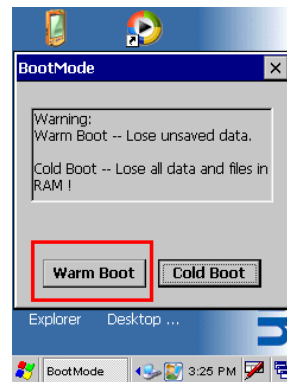 BootMode
Warning:
Warm Boot -- Lose unsaved data.
Cold Boot -- Lose all data and files in
RAM !
Warm Boot Cold Boot
Explorer Desktop ...
BootMode 3:25 PM